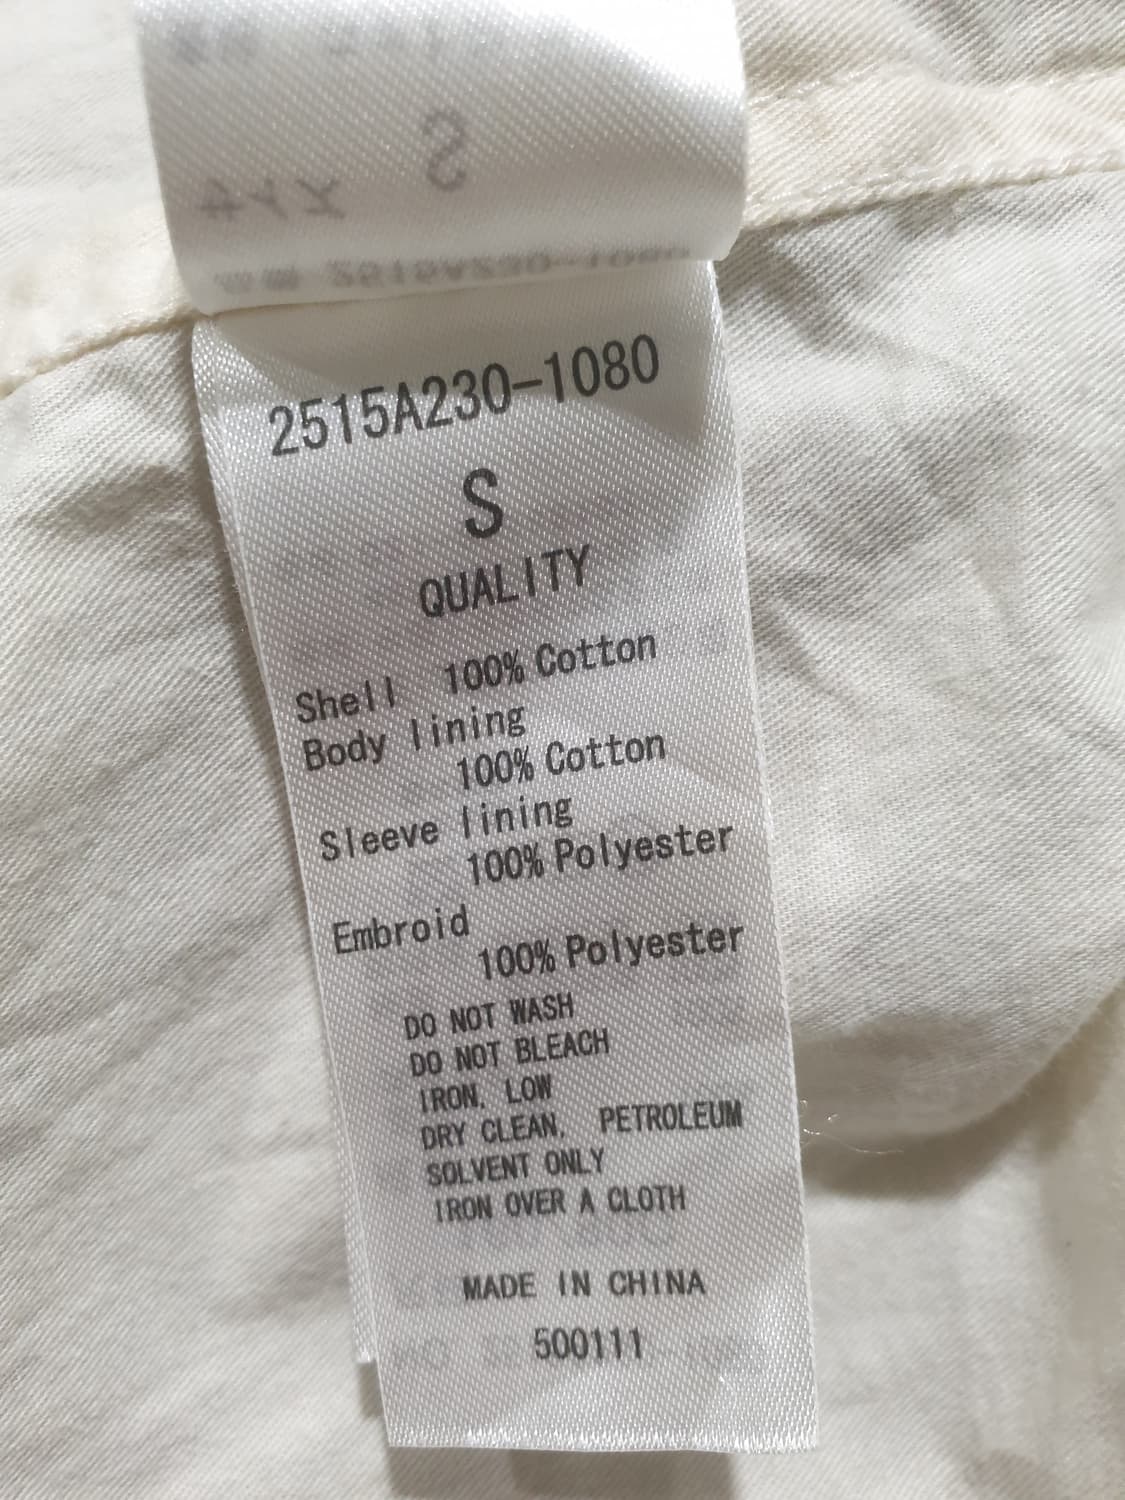 S
2515A230-1080
S
QUALITY
Shell 100% Cotton
Body lining
100% Cotton
Sleeve lining
100% Polyester
Embroid
100% Polyester
DO NOT WASH
DO NOT BLEACH
IRON, LOW
DRY CLEAN, PETROLEUM
SOLVENT ONLY
IRON OVER A CLOTH
MADE IN CHINA
500111